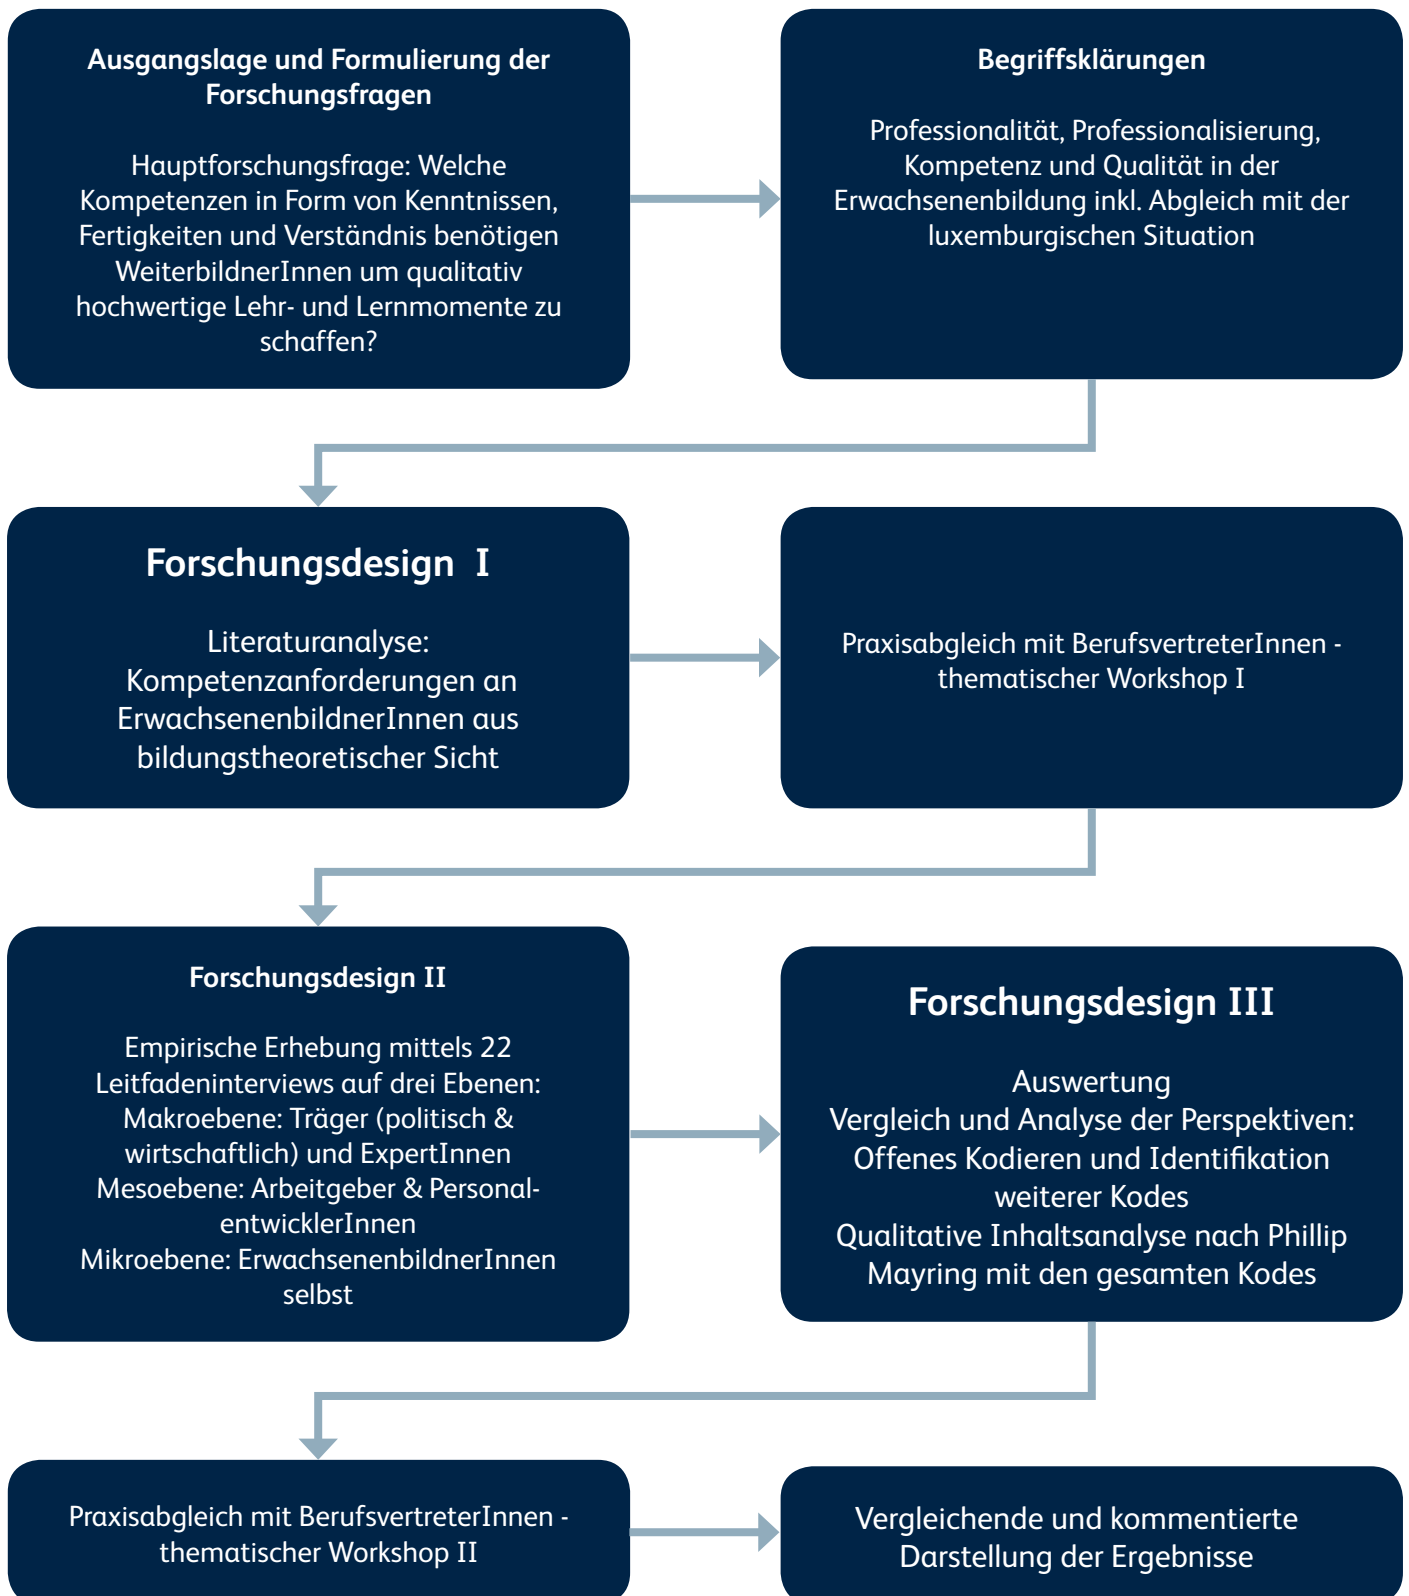 Ausgangslage und Formulierung der
Forschungsfragen
Hauptforschungsfrage: Welche
Kompetenzen in Form von Kenntnissen,
Fertigkeiten und Verständnis benötigen
WeiterbildnerInnen um qualitativ
hochwertige Lehr- und Lernmomente zu
schaffen?
Begriffsklärungen
Professionalität, Professionalisierung,
Kompetenz und Qualität in der
Erwachsenenbildung inkl. Abgleich mit der
luxemburgischen Situation
Forschungsdesign I
Literaturanalyse:
Kompetenzanforderungen an
ErwachsenenbildnerInnen aus
bildungstheoretischer Sicht
Praxisabgleich mit BerufsvertreterInnen -
thematischer Workshop I
Forschungsdesign II
Empirische Erhebung mittels 22
Leitfadeninterviews auf drei Ebenen:
Makroebene: Träger (politisch &
wirtschaftlich) und ExpertInnen
Mesoebene: Arbeitgeber & Personal-
entwicklerInnen
Mikroebene: ErwachsenenbildnerInnen
selbst
Forschungsdesign III
Auswertung
Vergleich und Analyse der Perspektiven:
Offenes Kodieren und Identifikation
weiterer Kodes
Qualitative Inhaltsanalyse nach Phillip
Mayring mit den gesamten Kodes
Praxisabgleich mit BerufsvertreterInnen -
thematischer Workshop II
Vergleichende und kommentierte
Darstellung der Ergebnisse